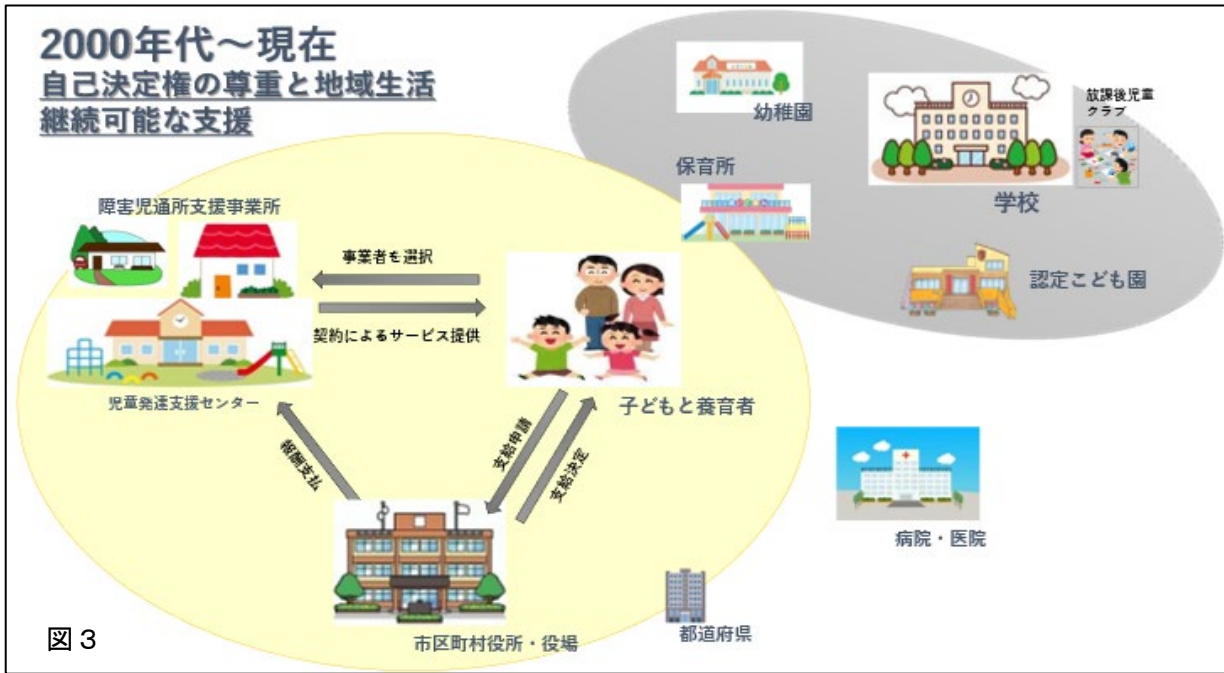 2000年代～現在
自己決定権の尊重と地域生活
継続可能な支援
幼稚園
放課後児童
クラブ
保育所
学校
認定こども園
障害児通所支援事業所
事業者を選択
契約によるサービス提供
児童発達支援センター
子どもと養育者
支給申請
支給決定
報酬支払
病院・医院
市区町村役所・役場
都道府県
図３